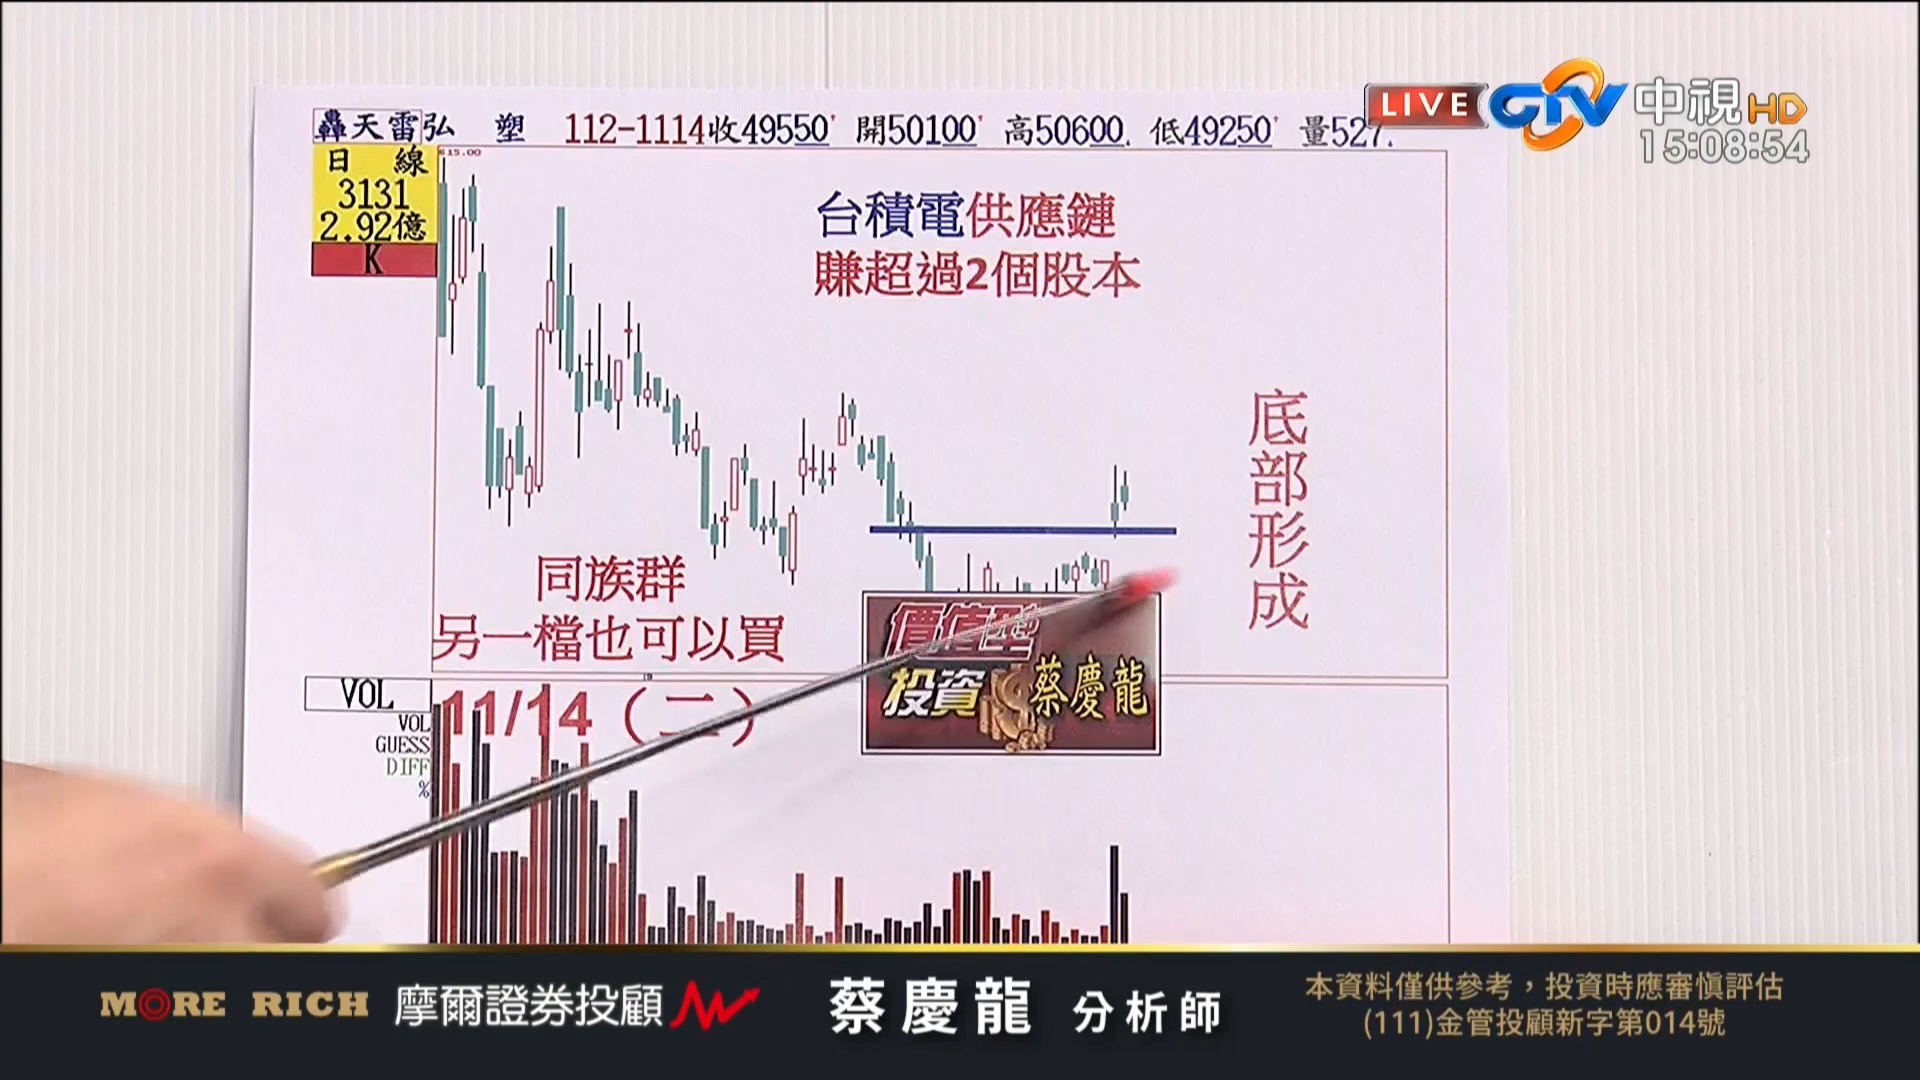 LIVE CTV 中視HD
15:08:54
轟天雷弘 塑 112-1114收49550 開50100 高50600 低49250 量527
日 線
3131
2.92億
K
615.00
台積電供應鏈
賺超過2個股本
底部形成
同族群
另一檔也可以買
價值型
投資 蔡慶龍
VOL
VOL
GUESS
DIFF
%
11/14(二)
MORE RICH 摩爾證券投顧 蔡慶龍 分析師
本資料僅供參考,投資時應審慎評估
(111)金管投顧新字第014號